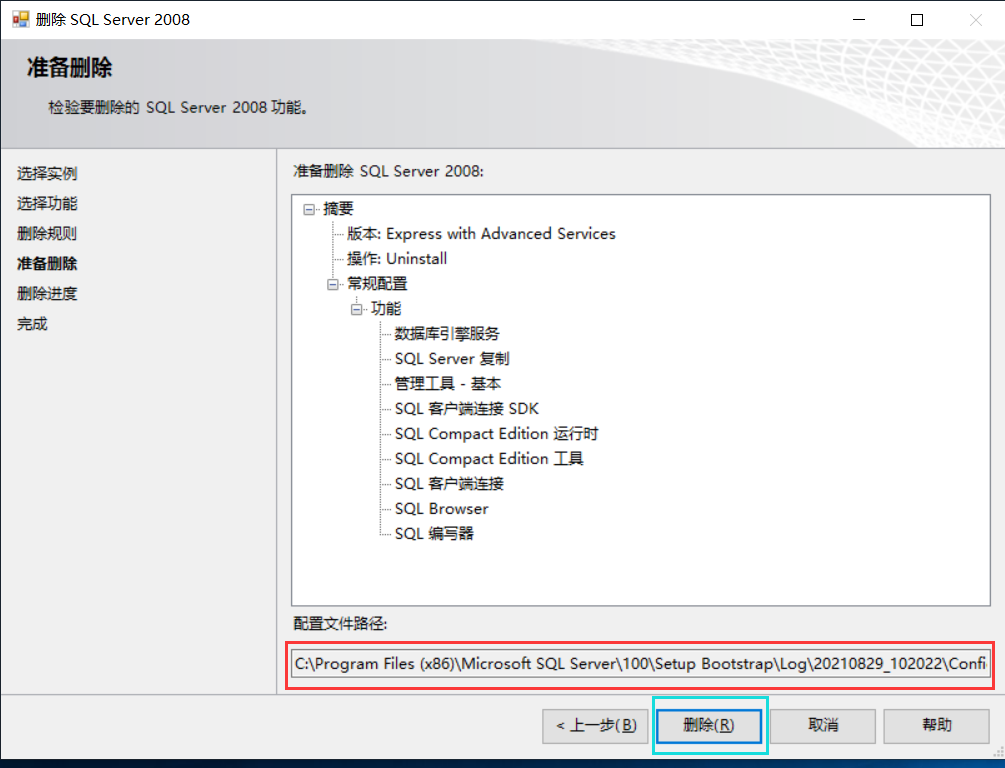 删除 SQL Server 2008
准备删除
检验要删除的 SQL Server 2008 功能。
选择实例
选择功能
删除规则
准备删除
删除进度
完成
准备删除 SQL Server 2008:
摘要
版本: Express with Advanced Services
操作: Uninstall
常规配置
功能
数据库引擎服务
SQL Server 复制
管理工具 - 基本
SQL 客户端连接 SDK
SQL Compact Edition 运行时
SQL Compact Edition 工具
SQL 客户端连接
SQL Browser
SQL 编写器
配置文件路径:
C:\Program Files (x86)\Microsoft SQL Server\100\Setup Bootstrap\Log\20210829_102022\Confi
< 上一步(B) 删除(R) 取消 帮助